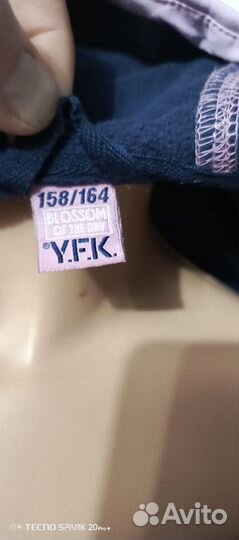 158/164
BLOSSOM
OF THE DAY
®Y.F.K.
TECNO SPARK 20Pro+
Avito